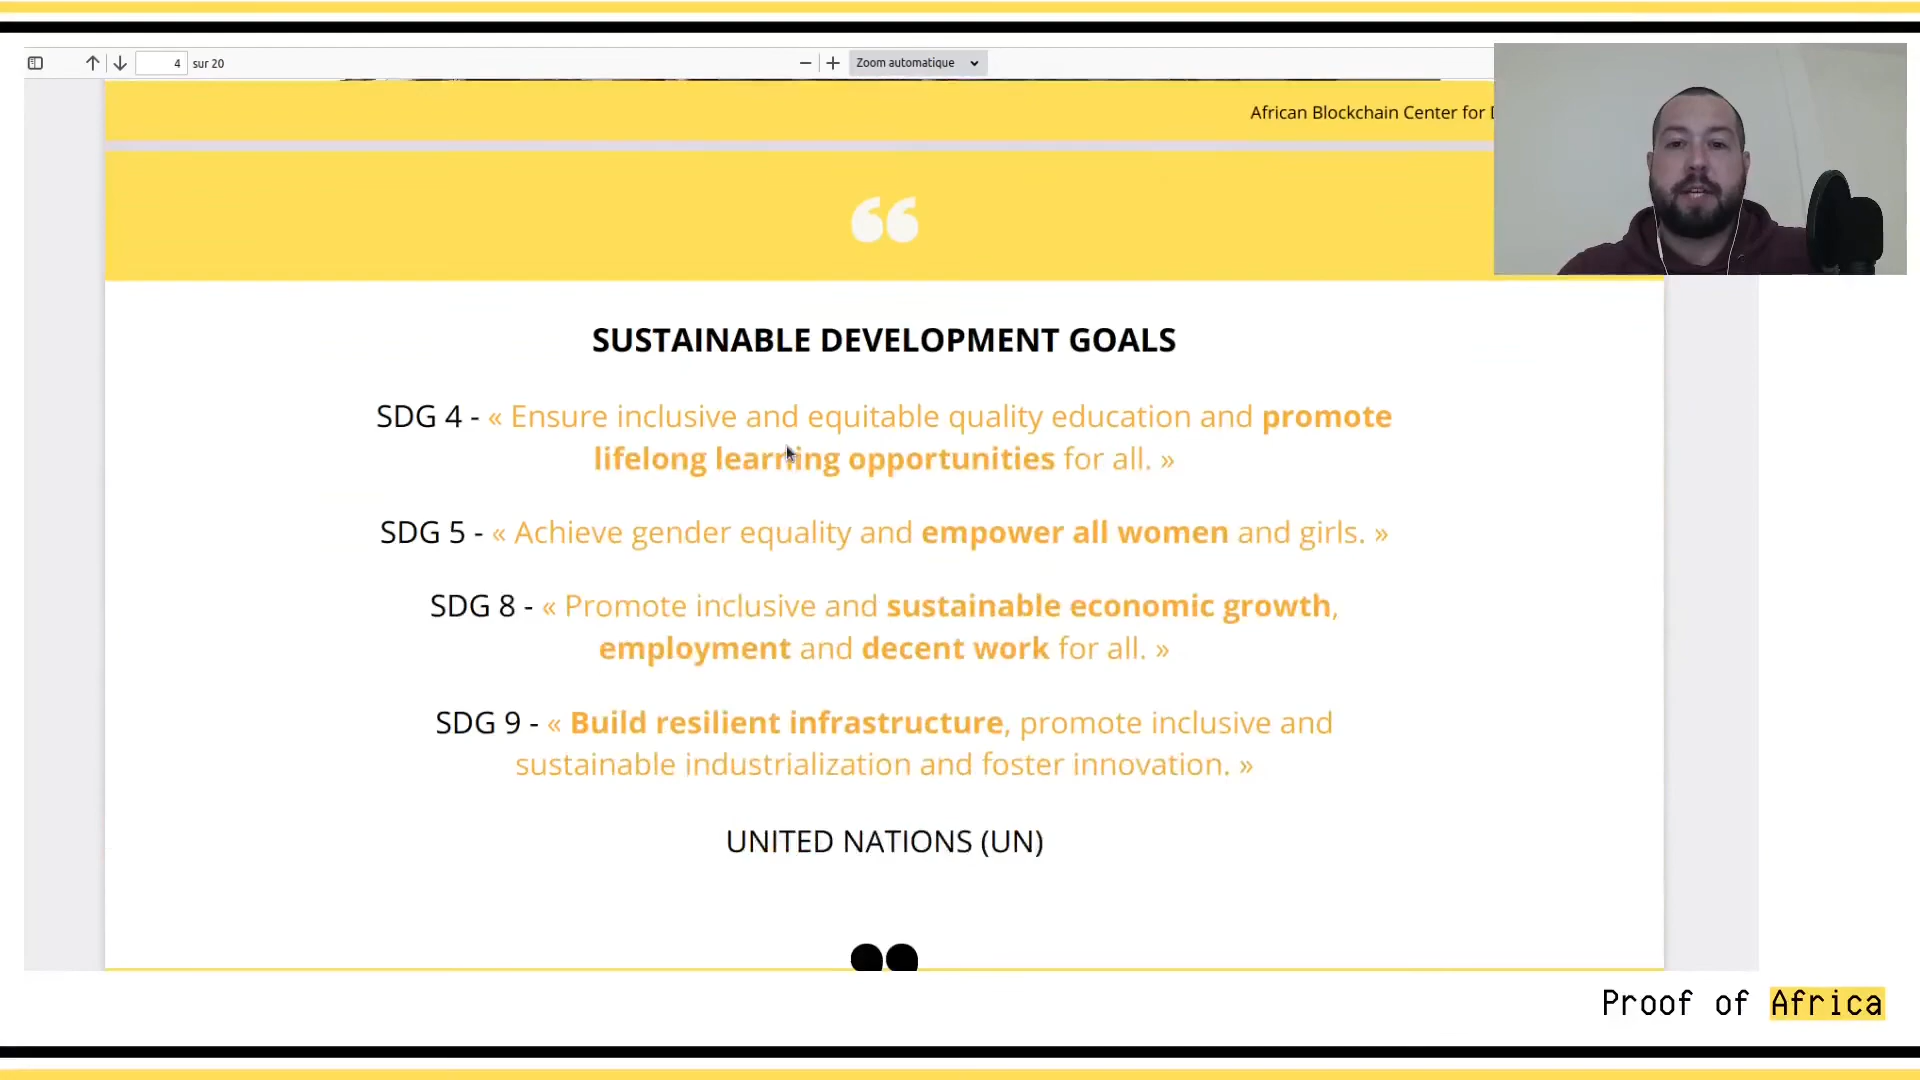 4 sur 20
Zoom automatique
African Blockchain Center for
“
SUSTAINABLE DEVELOPMENT GOALS
SDG 4 - « Ensure inclusive and equitable quality education and promote
lifelong learning opportunities for all. »
SDG 5 - « Achieve gender equality and empower all women and girls. »
SDG 8 - « Promote inclusive and sustainable economic growth,
employment and decent work for all. »
SDG 9 - « Build resilient infrastructure, promote inclusive and
sustainable industrialization and foster innovation. »
UNITED NATIONS (UN)
Proof of Africa